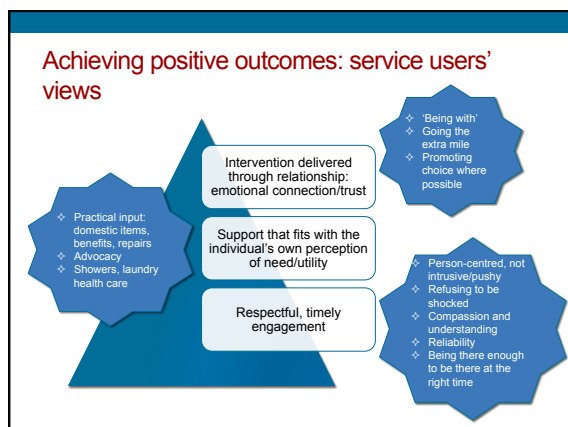 Achieving positive outcomes: service users'
views
Intervention delivered
through relationship:
emotional connection/trust
Support that fits with the
individual's own perception
of need/utility
Respectful, timely
engagement
✧ Practical input:
domestic items,
benefits, repairs
✧ Advocacy
✧ Showers, laundry
health care
✧ 'Being with'
✧ Going the
extra mile
✧ Promoting
choice where
possible
✧ Person-centred, not
intrusive/pushy
✧ Refusing to be
shocked
✧ Compassion and
understanding
✧ Reliability
✧ Being there enough
to be there at the
right time